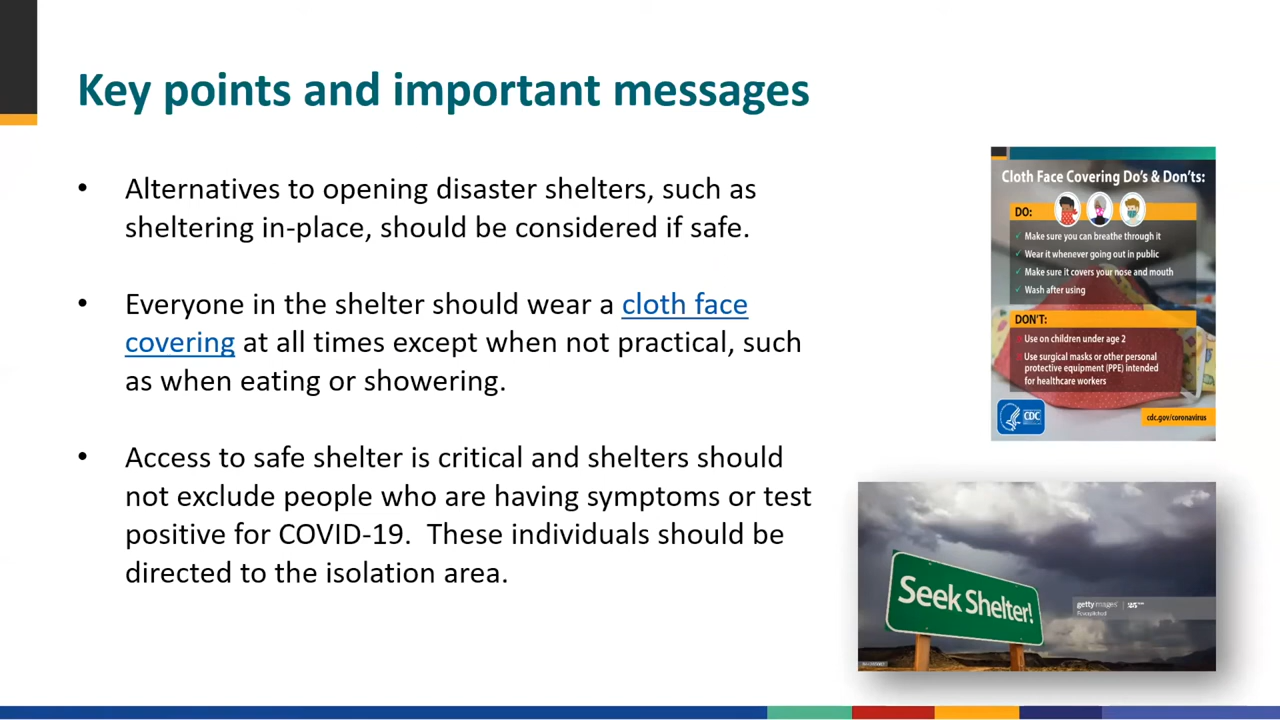 Key points and important messages
• Alternatives to opening disaster shelters, such as
sheltering in-place, should be considered if safe.
• Everyone in the shelter should wear a cloth face
covering at all times except when not practical, such
as when eating or showering.
• Access to safe shelter is critical and shelters should
not exclude people who are having symptoms or test
positive for COVID-19.  These individuals should be
directed to the isolation area.
Cloth Face Covering Do's & Don'ts:
DO:
✓ Make sure you can breathe through it
✓ Wear it whenever going out in public
✓ Make sure it covers your nose and mouth
✓ Wash after using
DON'T:
Use on children under age 2
Use surgical masks or other personal
protective equipment (PPE) intended
for healthcare workers
CDC
cdc.gov/coronavirus
Seek Shelter!
gettyimages